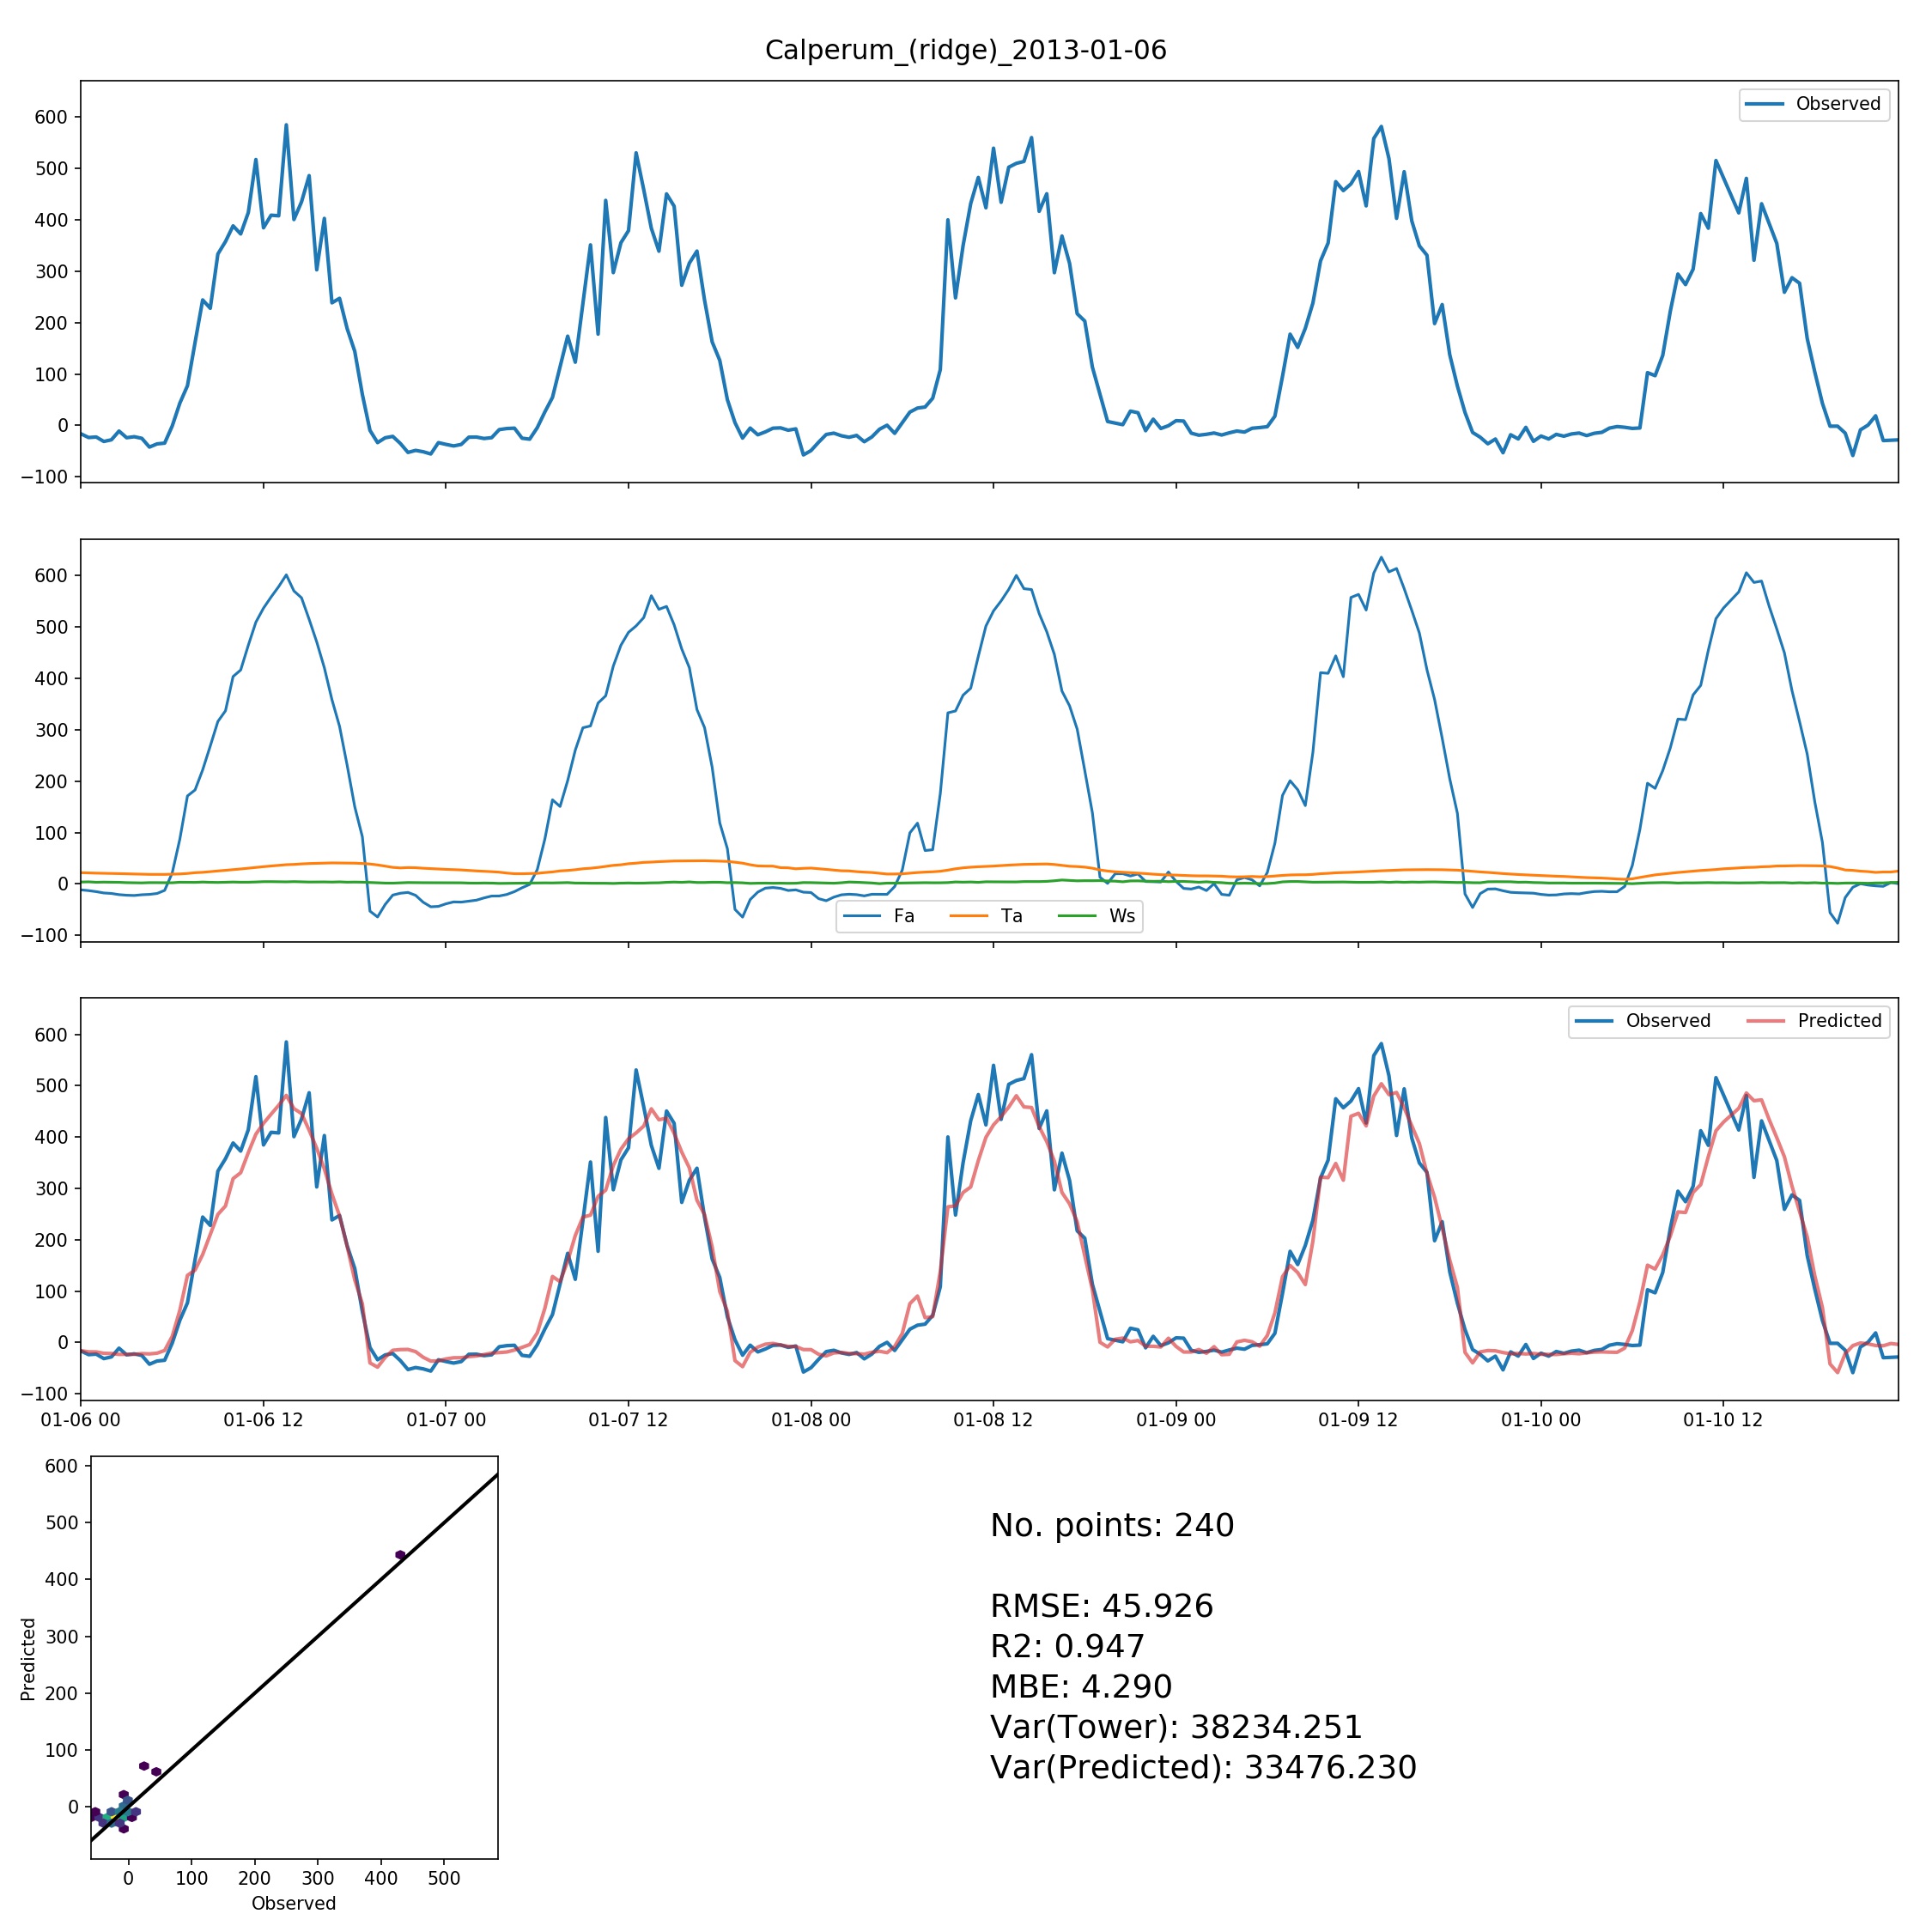 Calperum_(ridge)_2013-01-06
600
500
400
300
200
100
0
−100
Observed
600
500
400
300
200
100
0
−100
Fa Ta Ws
600
500
400
300
200
100
0
−100
Observed Predicted
01-06 00 01-06 12 01-07 00 01-07 12 01-08 00 01-08 12 01-09 00 01-09 12 01-10 00 01-10 12
600
500
400
300
200
100
0
Predicted
0 100 200 300 400 500
Observed
No. points: 240
RMSE: 45.926
R2: 0.947
MBE: 4.290
Var(Tower): 38234.251
Var(Predicted): 33476.230